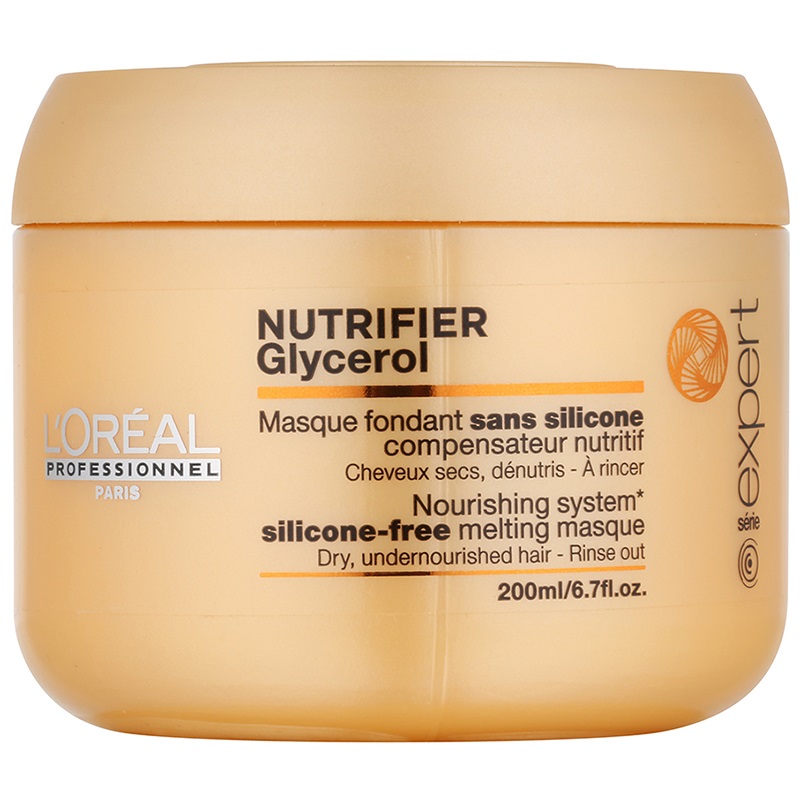 L'ORÉAL
PROFESSIONNEL
PARIS
NUTRIFIER
Glycerol
Masque fondant sans silicone
compensateur nutritif
Cheveux secs, dénutris - À rincer
Nourishing system*
silicone-free melting masque
Dry, undernourished hair - Rinse out
200ml/6.7fl.oz.
série expert